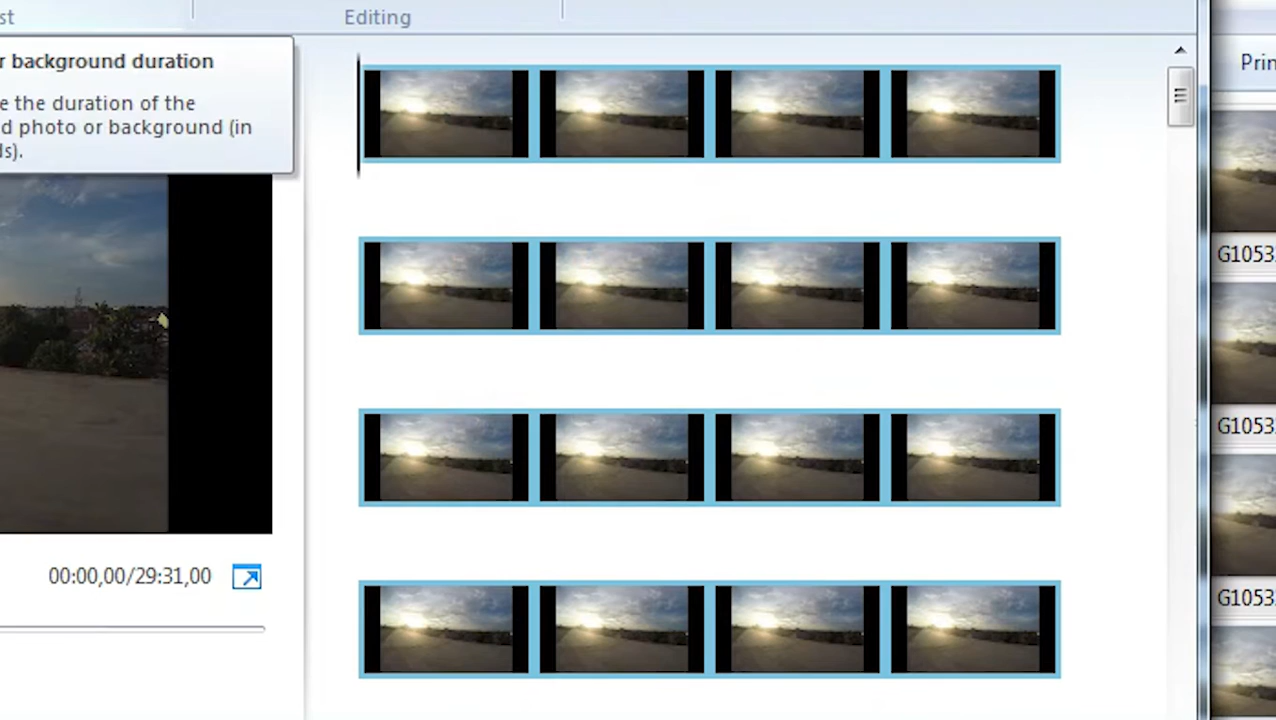 st
Editing
r background duration
e the duration of the
d photo or background (in
ds).
00:00,00/29:31,00
Prin
G1053
G1053
G1053